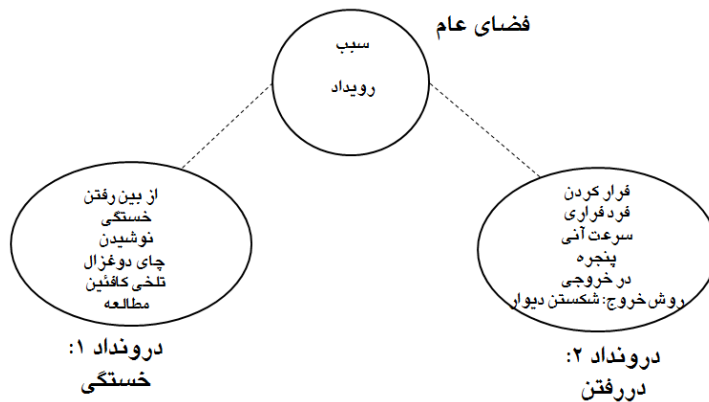 فضای عام
سبب
رویداد
فرار کردن
فرد فراری
سرعت آنی
پنجره
در خروجی
روش خروج: شکستن دیوار
درونداد ۲:
دررفتن
از بین رفتن
خستگی
نوشیدن
چای دوغزال
تلخی کافئین
مطالعه
درونداد ۱:
خستگی